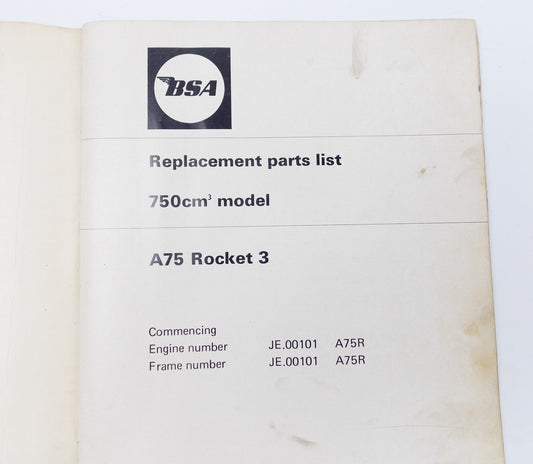 BSA
Replacement parts list
750cm³ model
A75 Rocket 3
Commencing
Engine number JE.00101 A75R
Frame number JE.00101 A75R